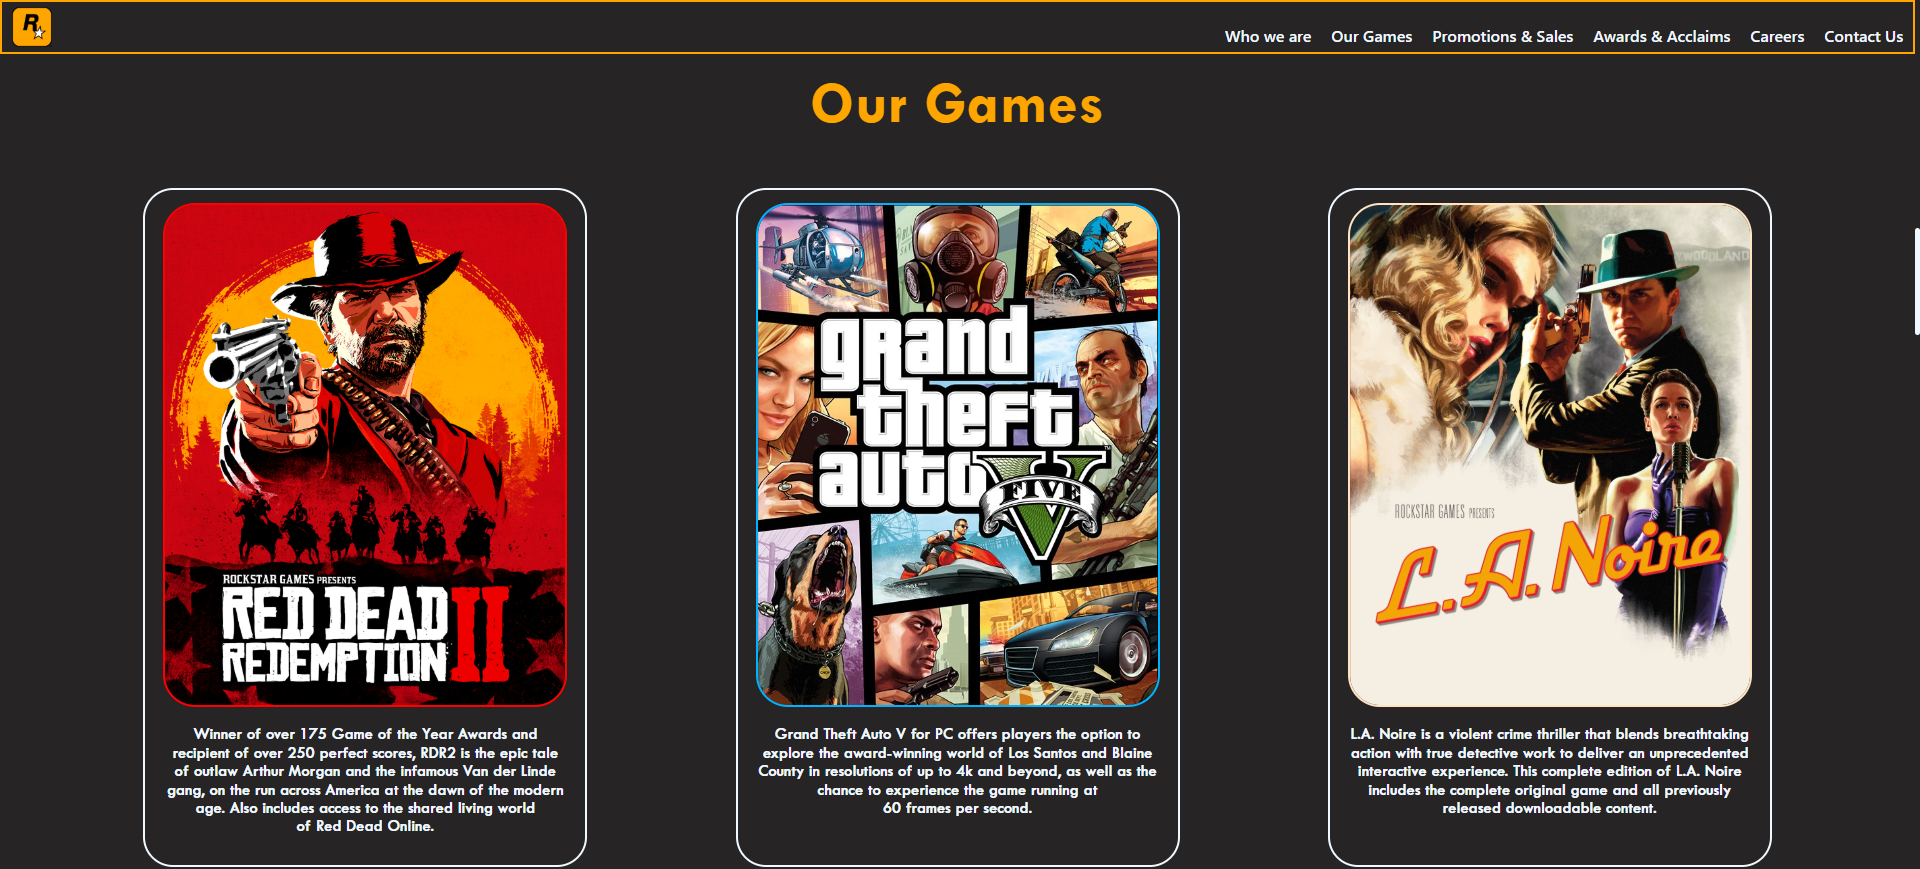 R
Who we are Our Games Promotions & Sales Awards & Acclaims Careers Contact Us
Our Games
ROCKSTAR GAMES PRESENTS
RED DEAD
REDEMPTION II
Winner of over 175 Game of the Year Awards and
recipient of over 250 perfect scores, RDR2 is the epic tale
of outlaw Arthur Morgan and the infamous Van der Linde
gang, on the run across America at the dawn of the modern
age. Also includes access to the shared living world
of Red Dead Online.
grand
theft
auto V
FIVE
Grand Theft Auto V for PC offers players the option to
explore the award-winning world of Los Santos and Blaine
County in resolutions of up to 4k and beyond, as well as the
chance to experience the game running at
60 frames per second.
YWOODLAND
ROCKSTAR GAMES PRESENTS
L.A. Noire
L.A. Noire is a violent crime thriller that blends breathtaking
action with true detective work to deliver an unprecedented
interactive experience. This complete edition of L.A. Noire
includes the complete original game and all previously
released downloadable content.